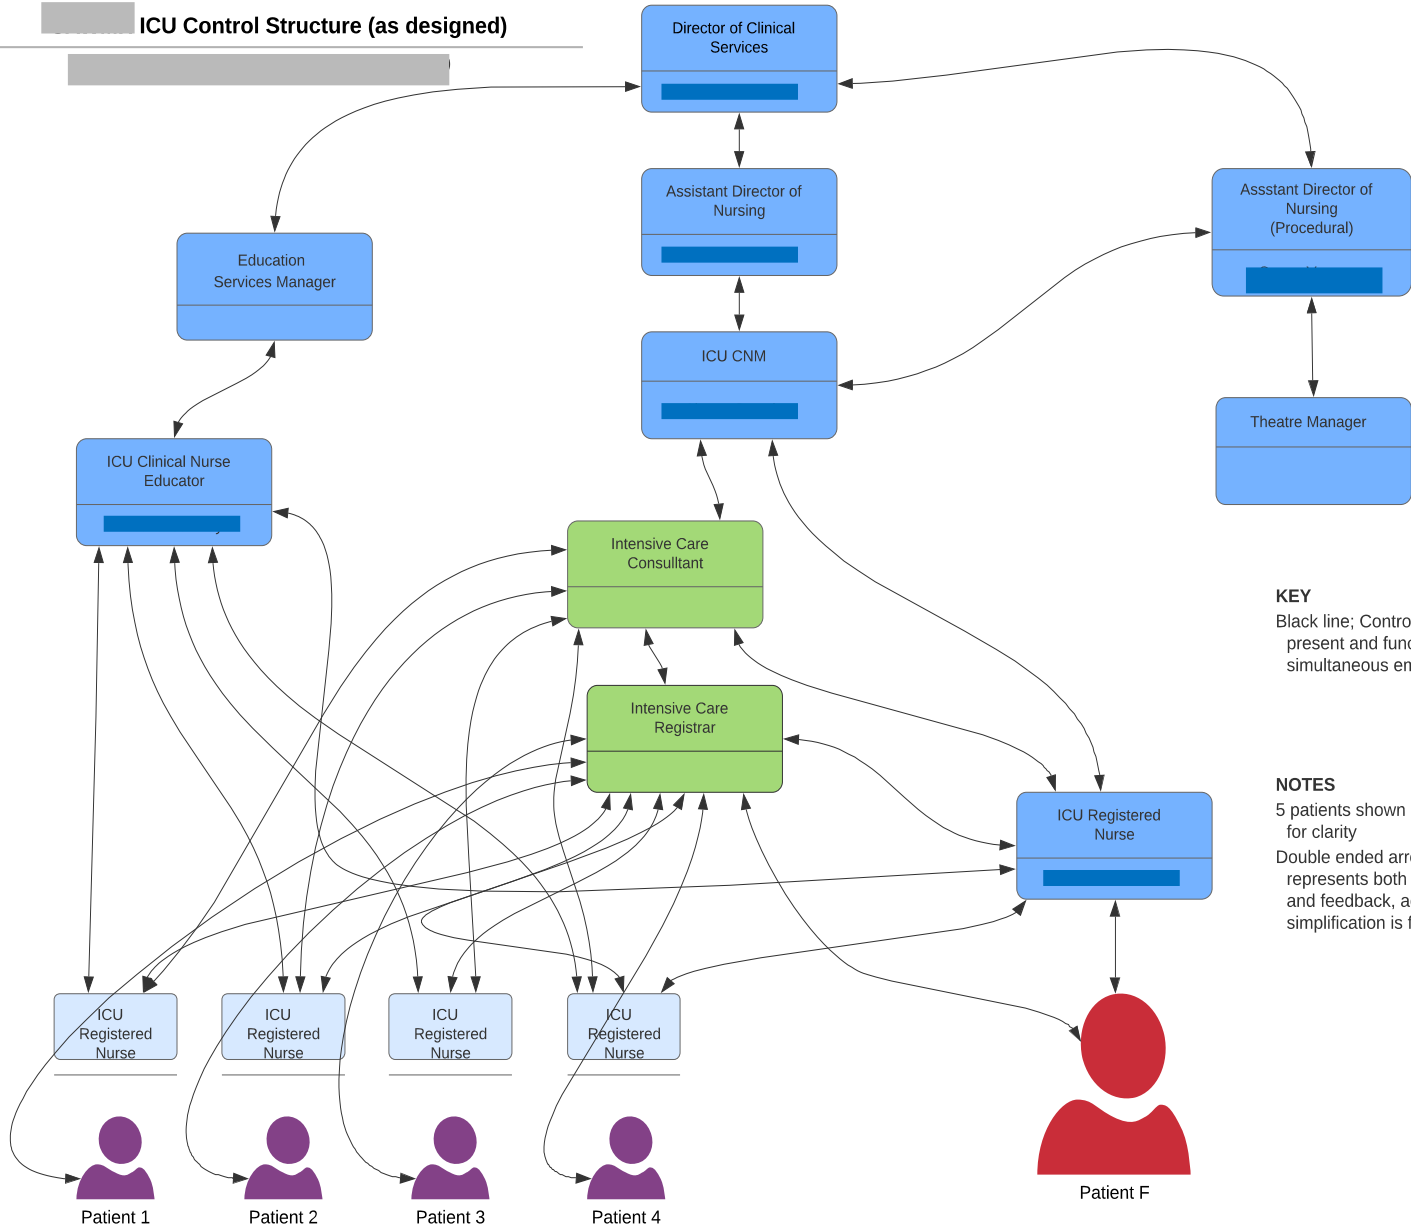 ICU Control Structure (as designed)
Director of Clinical
Services
Assistant Director of
Nursing
Assstant Director of
Nursing
(Procedural)
Education
Services Manager
ICU CNM
Theatre Manager
ICU Clinical Nurse
Educator
Intensive Care
Consulltant
Intensive Care
Registrar
ICU Registered
Nurse
KEY
Black line; Contro
present and func
simultaneous em
NOTES
5 patients shown
for clarity
Double ended arro
represents both
and feedback, a
simplification is f
ICU
Registered
Nurse
ICU
Registered
Nurse
ICU
Registered
Nurse
ICU
Registered
Nurse
Patient 1
Patient 2
Patient 3
Patient 4
Patient F